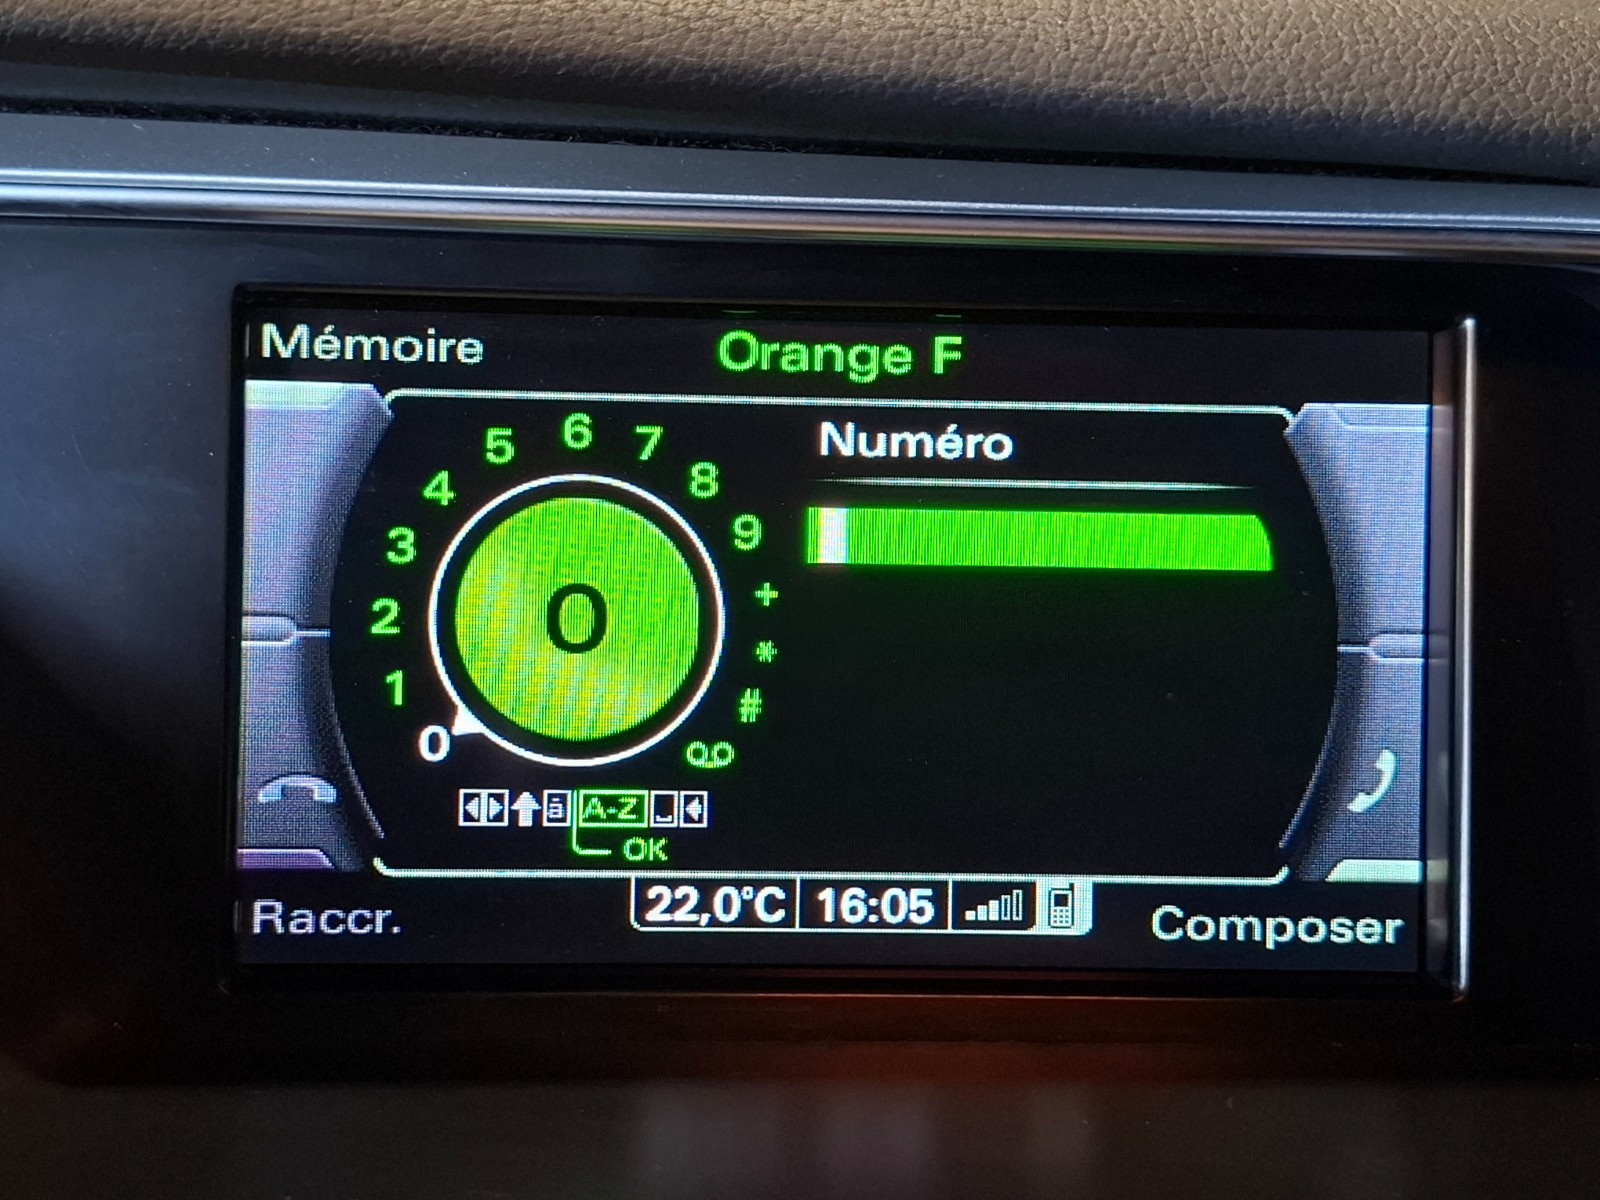 Mémoire
Orange F
Numéro
0 1 2 3 4 5 6 7 8 9 + * #
0
A-Z
OK
22,0°C 16:05
Raccr.
Composer